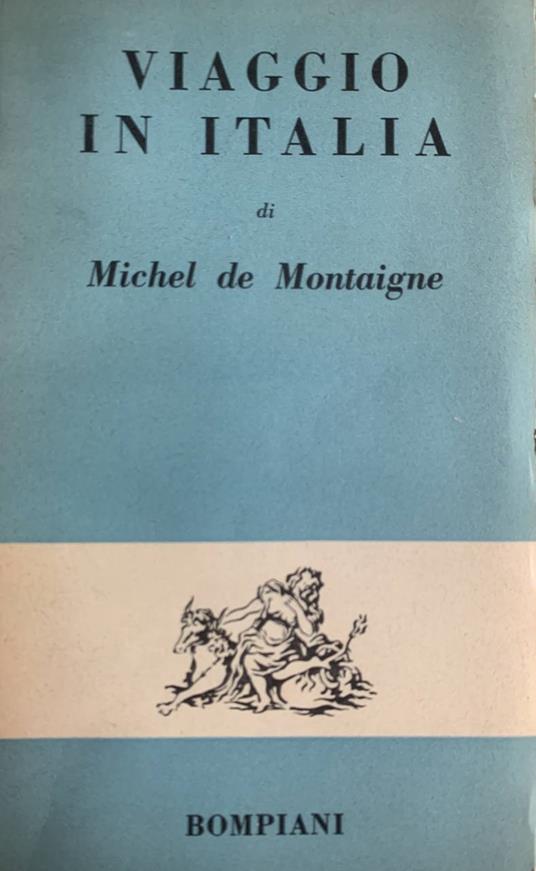 VIAGGIO
IN ITALIA
di
Michel de Montaigne
BOMPIANI